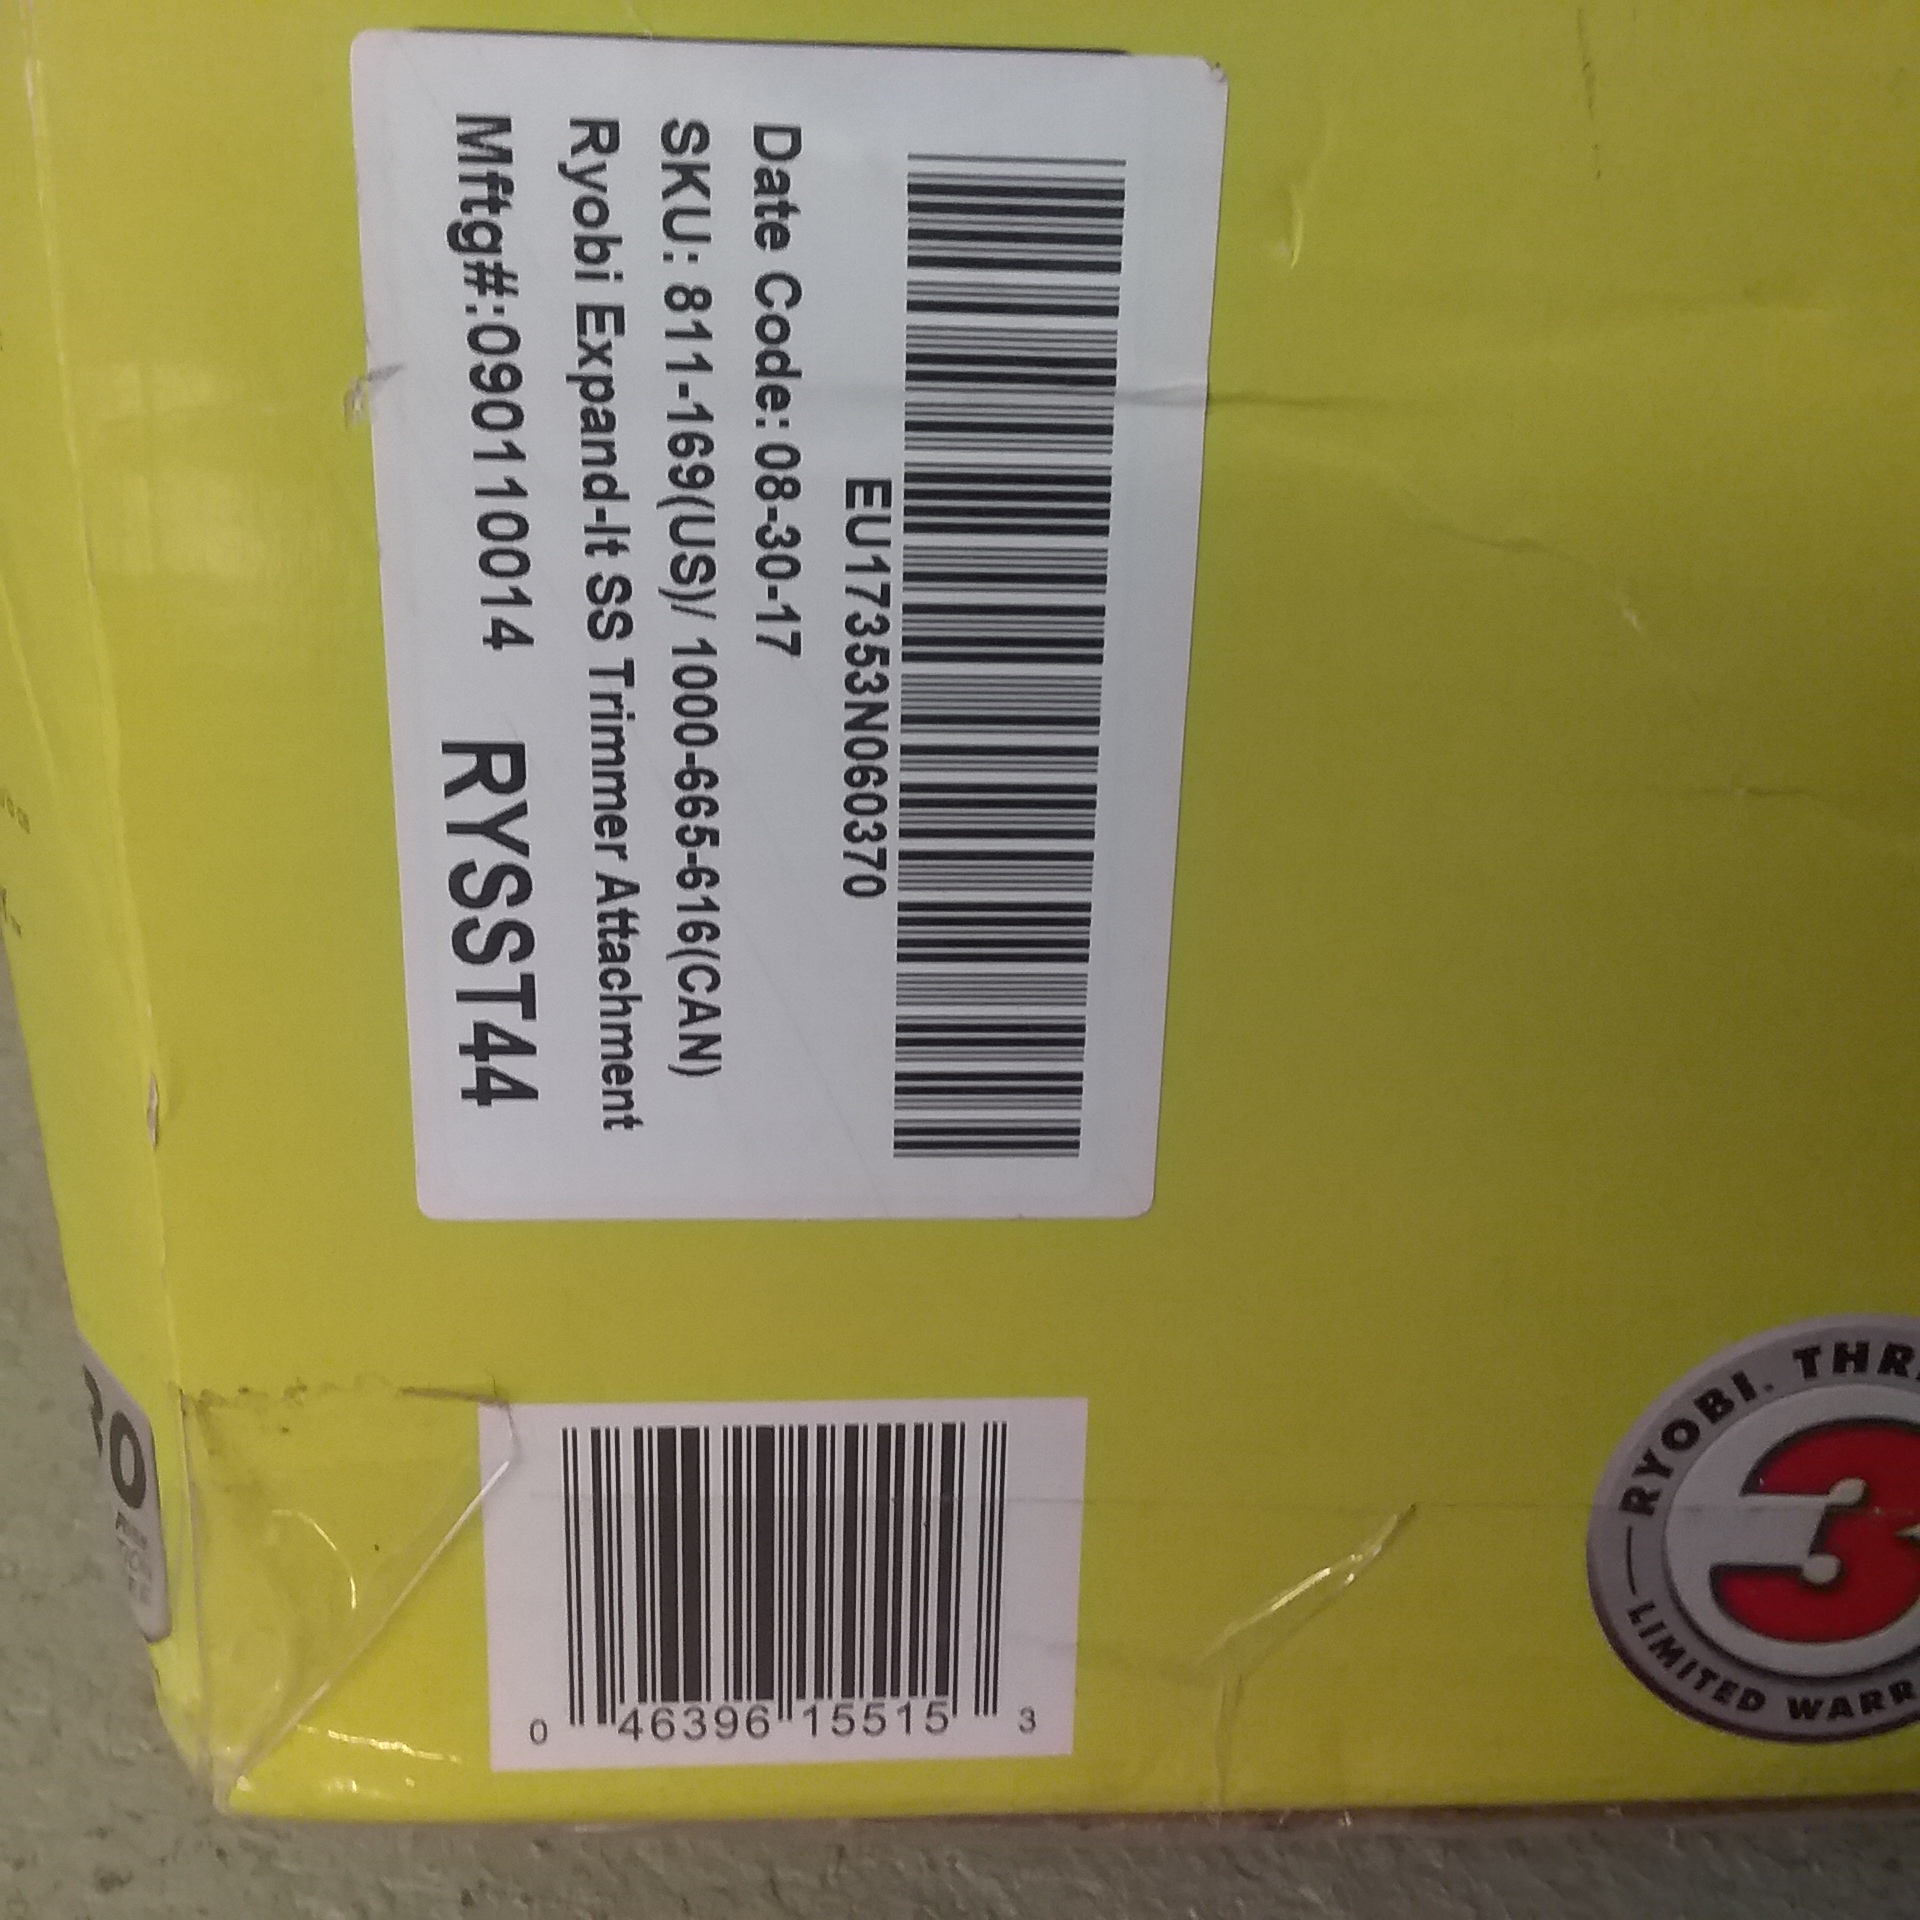 EU17353N060370
Date Code: 08-30-17
SKU: 811-169(US)/ 1000-665-616(CAN)
Ryobi Expand-It SS Trimmer Attachment
Mftg#:090110014 RYSST44
0 46396 15515 3
RYOBI. THR
3
LIMITED WARR